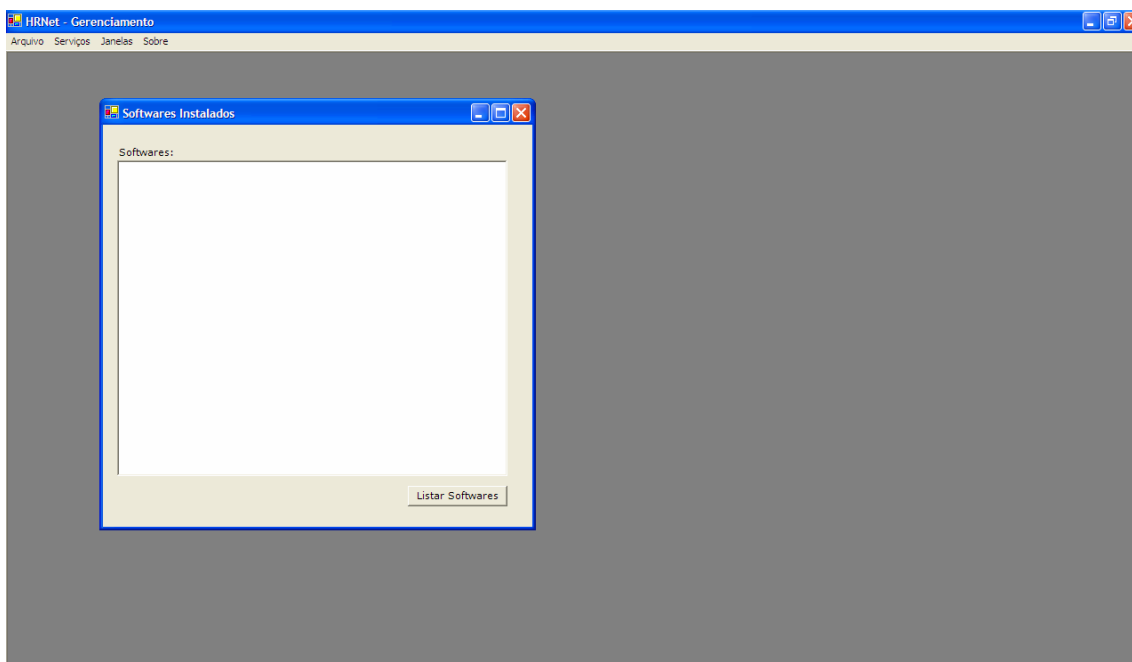 HRNet - Gerenciamento
Arquivo Serviços Janelas Sobre
Softwares Instalados
Softwares:
Listar Softwares